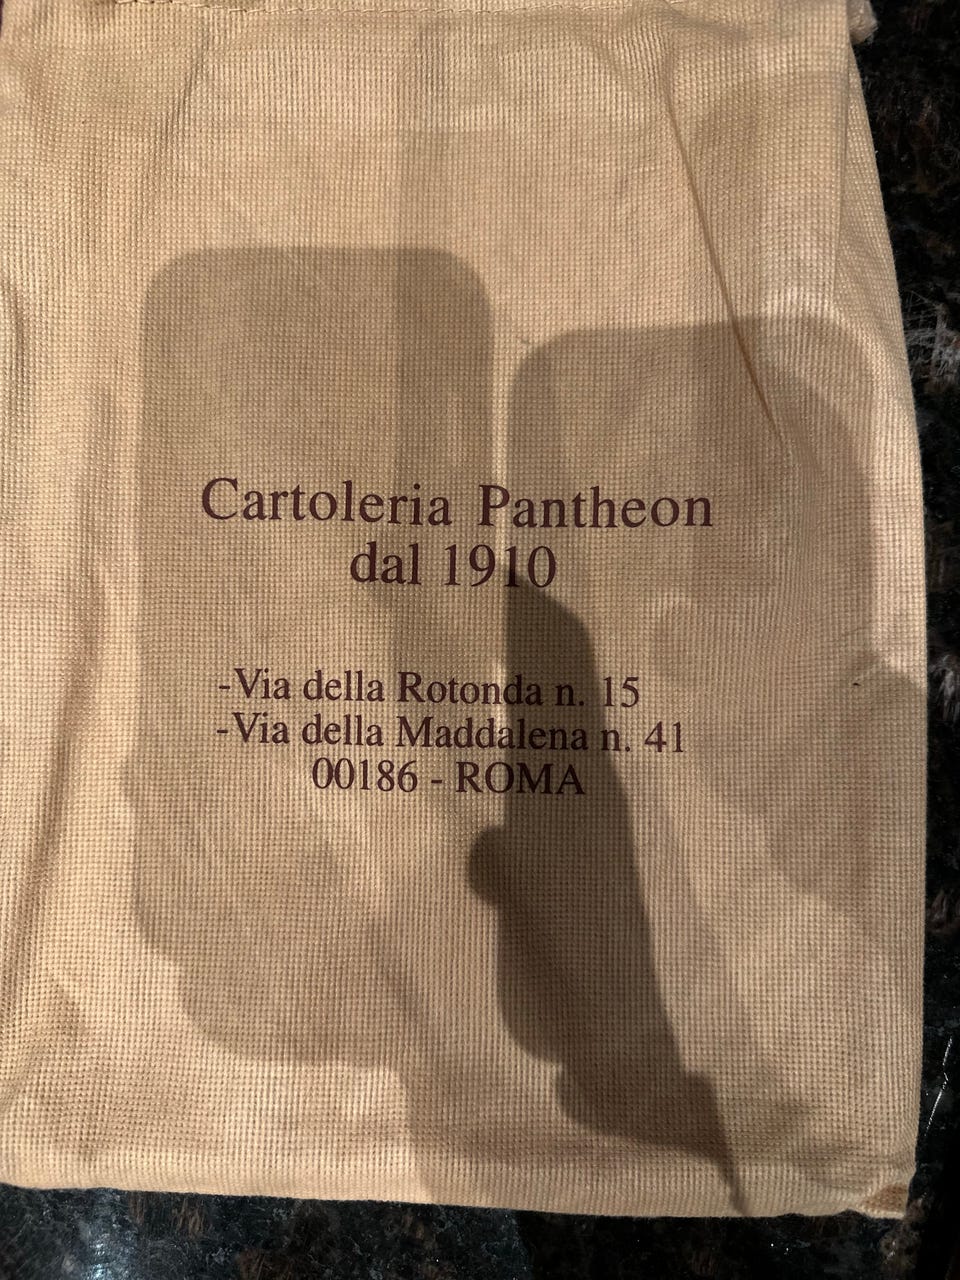 Cartoleria Pantheon
dal 1910
-Via della Rotonda n. 15
-Via della Maddalena n. 41
00186 - ROMA